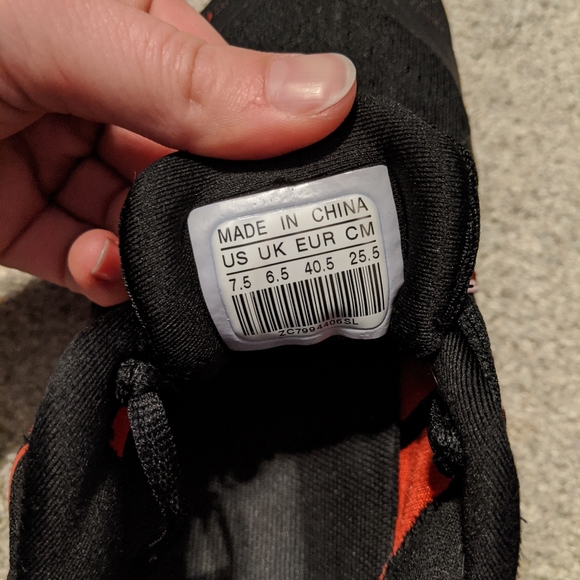 MADE IN CHINA
US UK EUR CM
7.5 6.5 40.5 25.5
ZC7994406SL